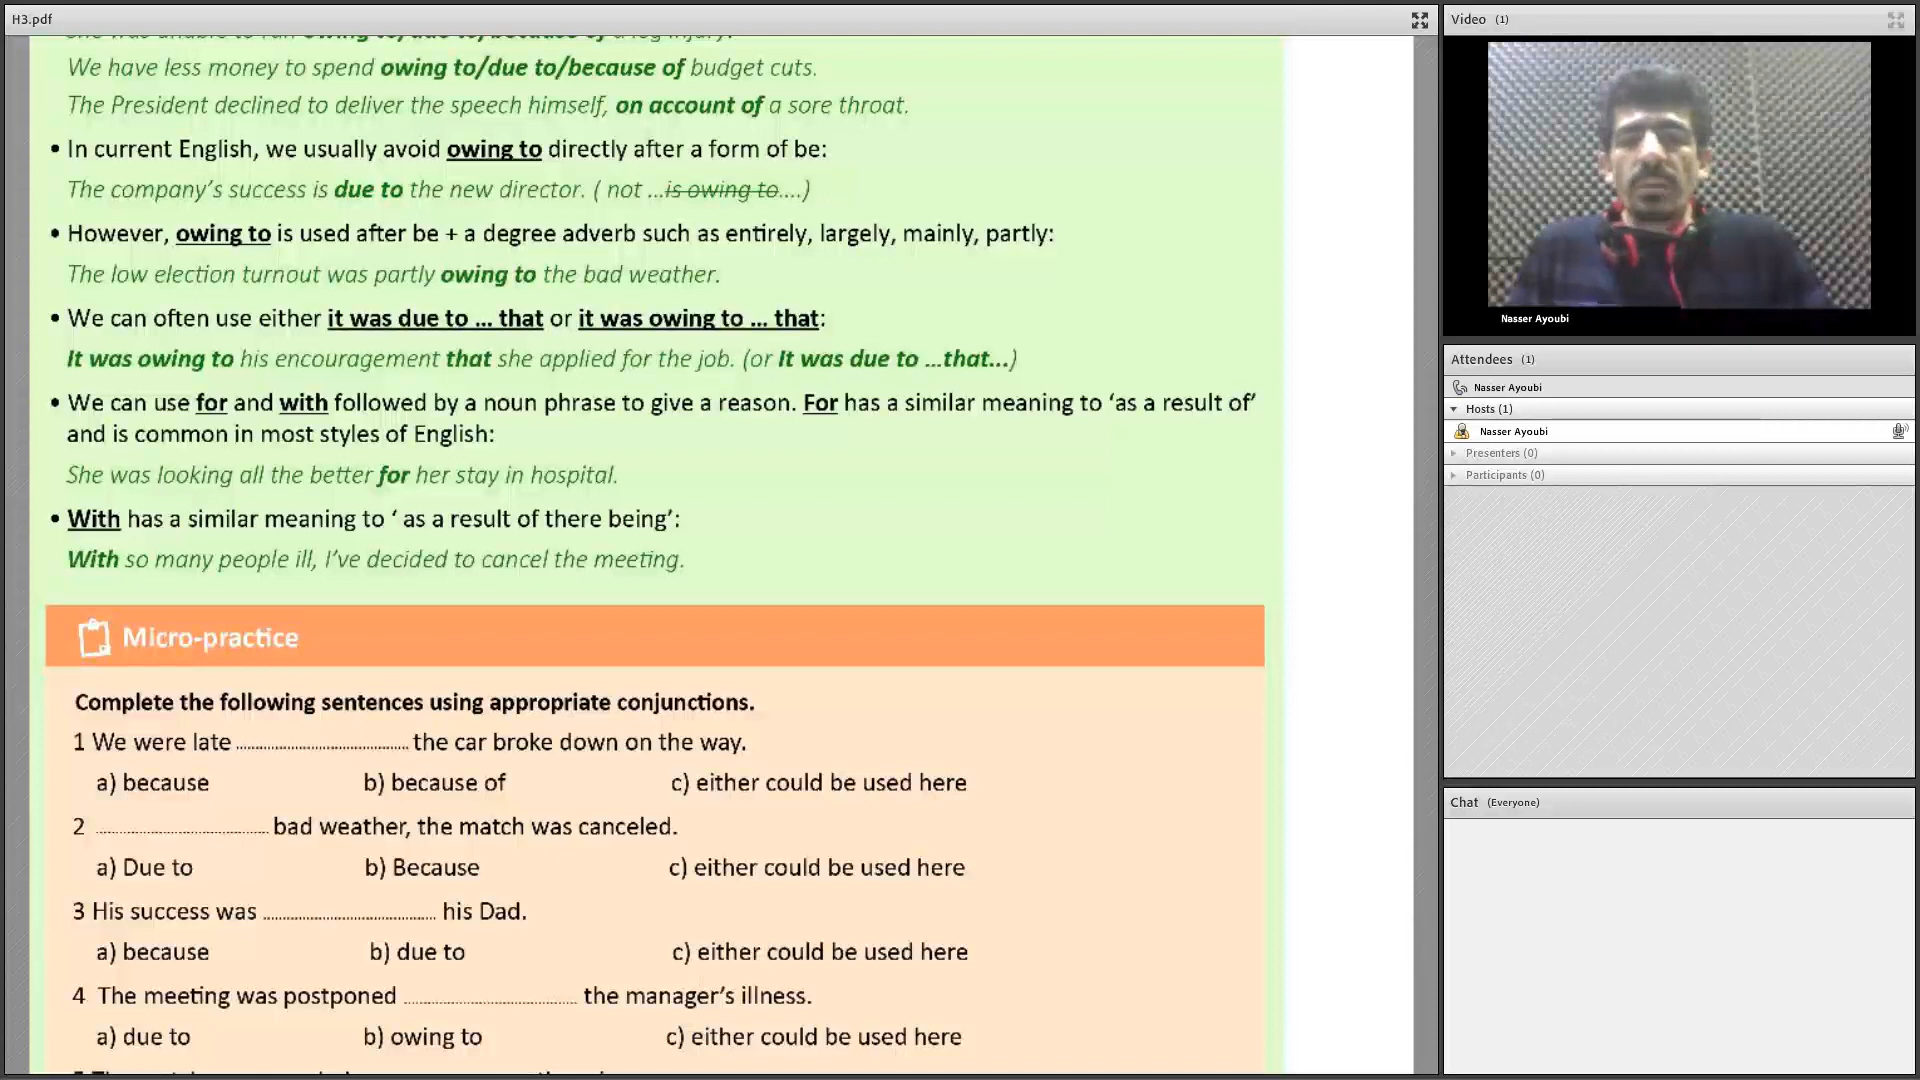 H3.pdf
owing to/due to/because of a leg injury.
We have less money to spend owing to/due to/because of budget cuts.
The President declined to deliver the speech himself, on account of a sore throat.
• In current English, we usually avoid owing to directly after a form of be:
The company's success is due to the new director. ( not ...is owing to....)
• However, owing to is used after be + a degree adverb such as entirely, largely, mainly, partly:
The low election turnout was partly owing to the bad weather.
• We can often use either it was due to ... that or it was owing to ... that:
It was owing to his encouragement that she applied for the job. (or It was due to ...that...)
• We can use for and with followed by a noun phrase to give a reason. For has a similar meaning to 'as a result of'
and is common in most styles of English:
She was looking all the better for her stay in hospital.
• With has a similar meaning to ‘ as a result of there being’:
With so many people ill, I've decided to cancel the meeting.
Micro-practice
Complete the following sentences using appropriate conjunctions.
1 We were late ........................................ the car broke down on the way.
a) because b) because of c) either could be used here
2 ........................................ bad weather, the match was canceled.
a) Due to b) Because c) either could be used here
3 His success was ........................................ his Dad.
a) because b) due to c) either could be used here
4 The meeting was postponed ........................................ the manager's illness.
a) due to b) owing to c) either could be used here
Video (1)
Nasser Ayoubi
Attendees (1)
Nasser Ayoubi
Hosts (1)
Nasser Ayoubi
Presenters (0)
Participants (0)
Chat (Everyone)